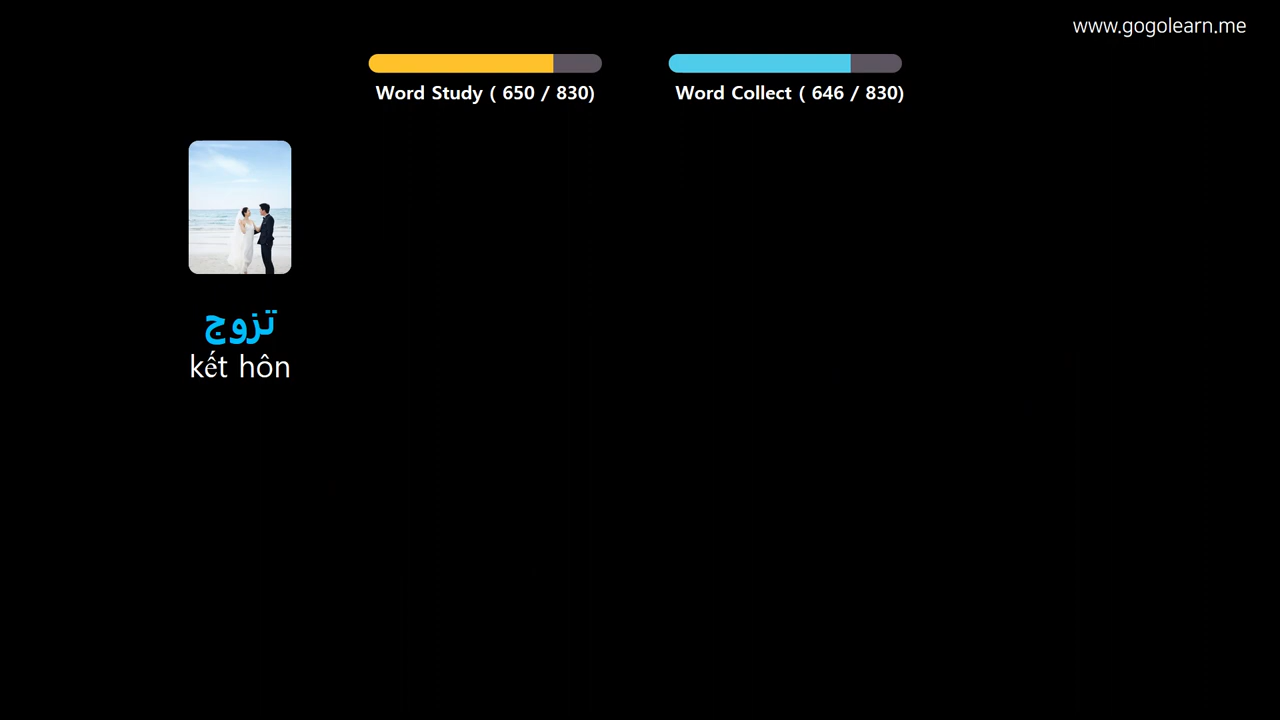 www.gogolearn.me
Word Study ( 650 / 830)
Word Collect ( 646 / 830)
تزوج
kết hôn